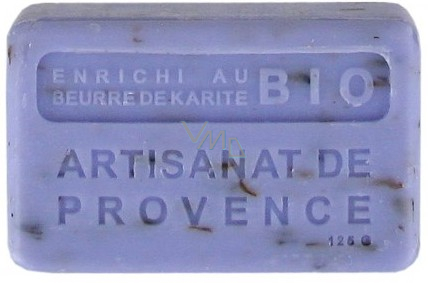 ENRICHI AU BIO
BEURRE DE KARITE
ARTISANAT DE
PROVENCE
125 G